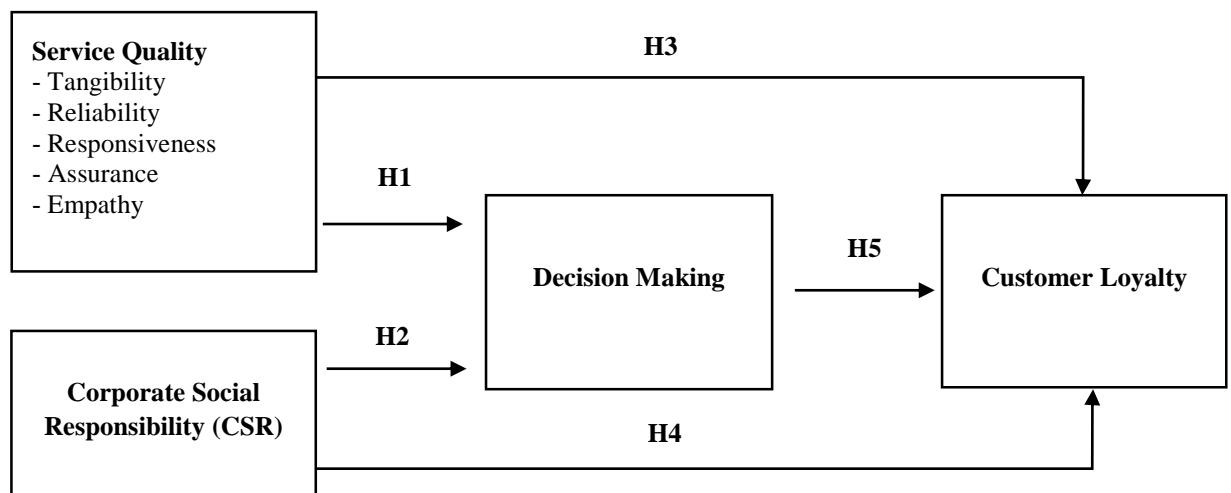 Service Quality
- Tangibility
- Reliability
- Responsiveness
- Assurance
- Empathy
H3
H1
Decision Making
H5
Customer Loyalty
H2
Corporate Social
Responsibility (CSR)
H4